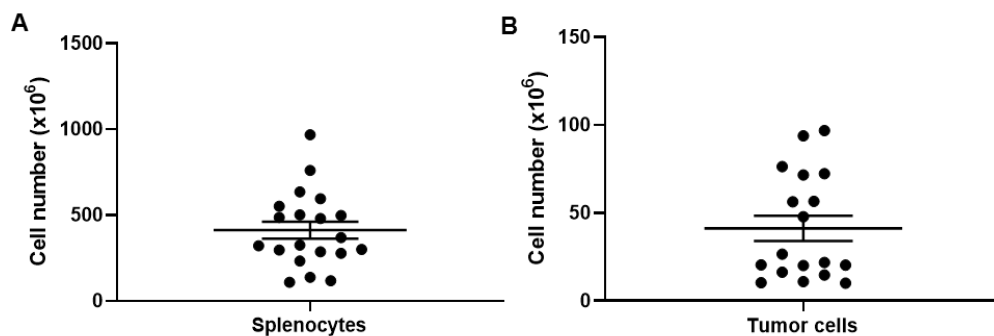 A
Cell number (x10⁶)
1500
1000
500
0
Splenocytes
B
Cell number (x10⁶)
150
100
50
0
Tumor cells